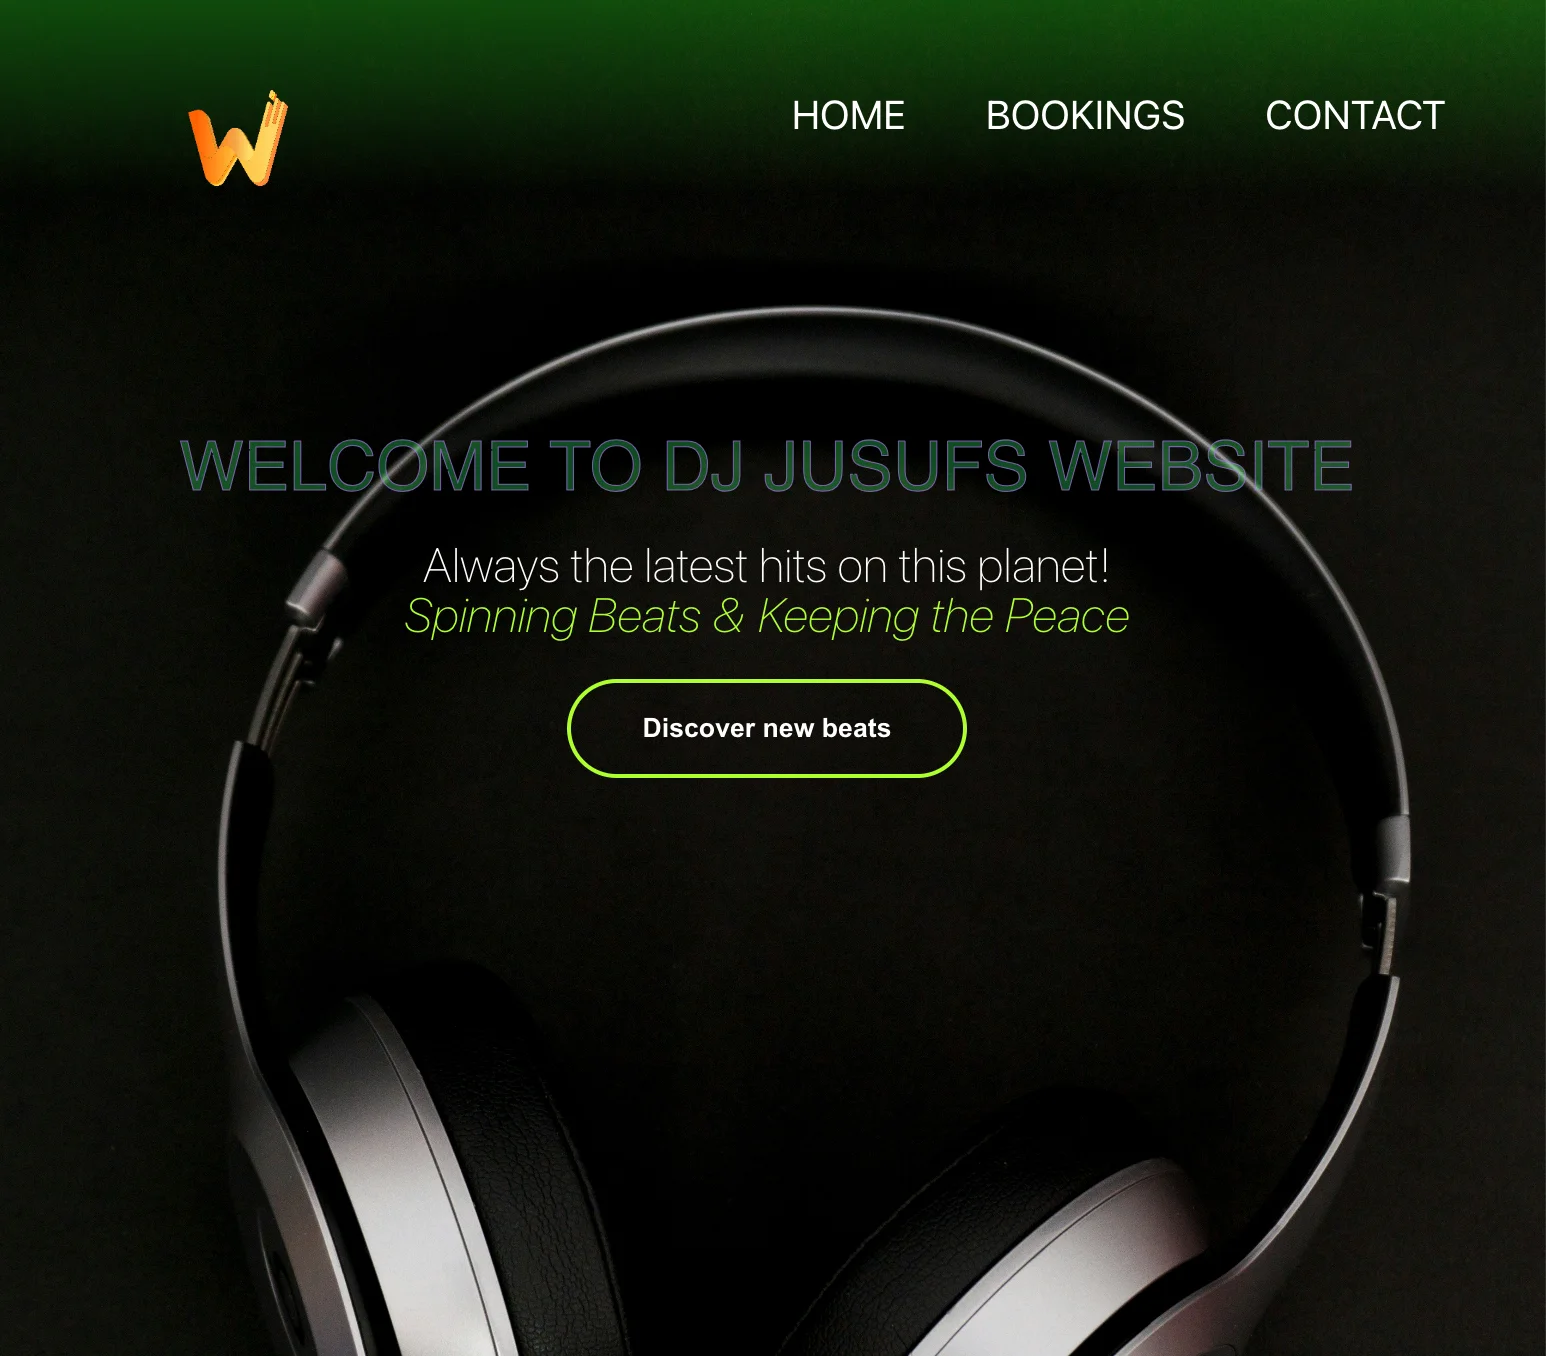 W
HOME BOOKINGS CONTACT
WELCOME TO DJ JUSUFS WEBSITE
Always the latest hits on this planet!
Spinning Beats & Keeping the Peace
Discover new beats